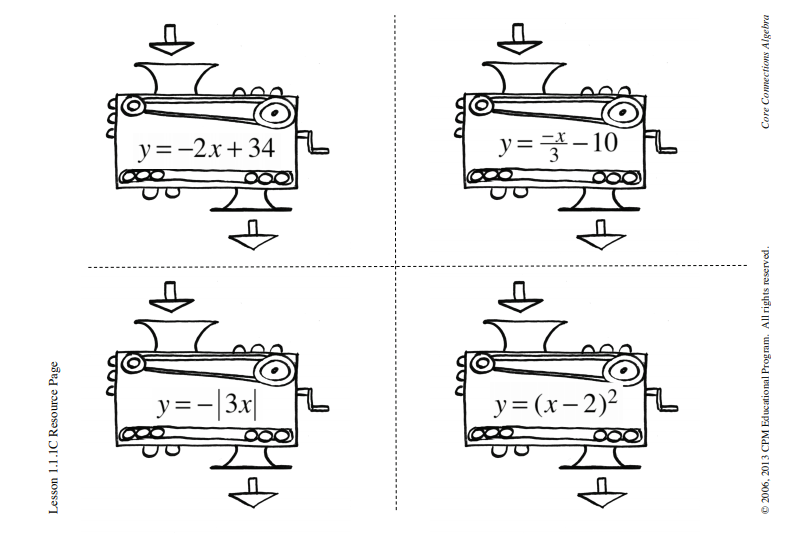 y = –2x + 34
y = –x/3 – 10
y = –|3x|
y = (x – 2)²
Lesson 1.1.1C Resource Page
© 2006, 2013 CPM Educational Program. All rights reserved.
Core Connections Algebra